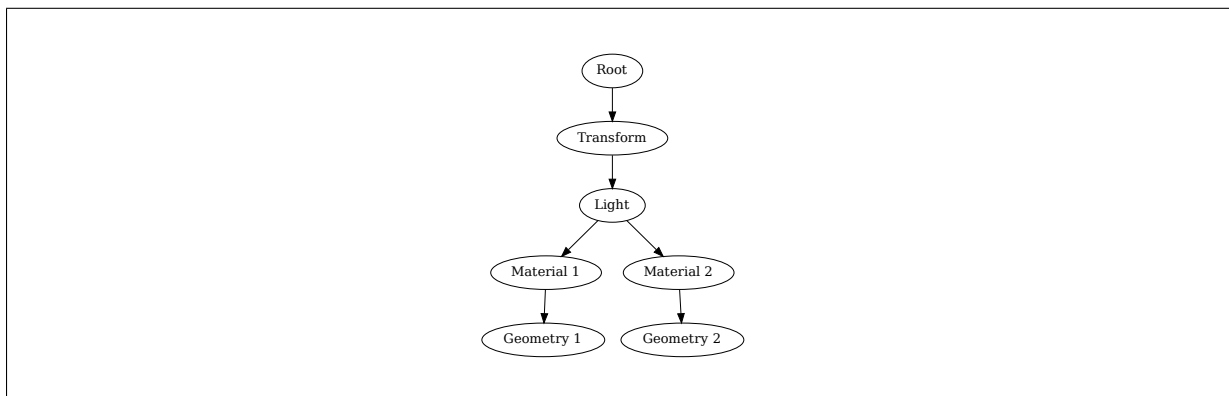 Root
Transform
Light
Material 1
Material 2
Geometry 1
Geometry 2